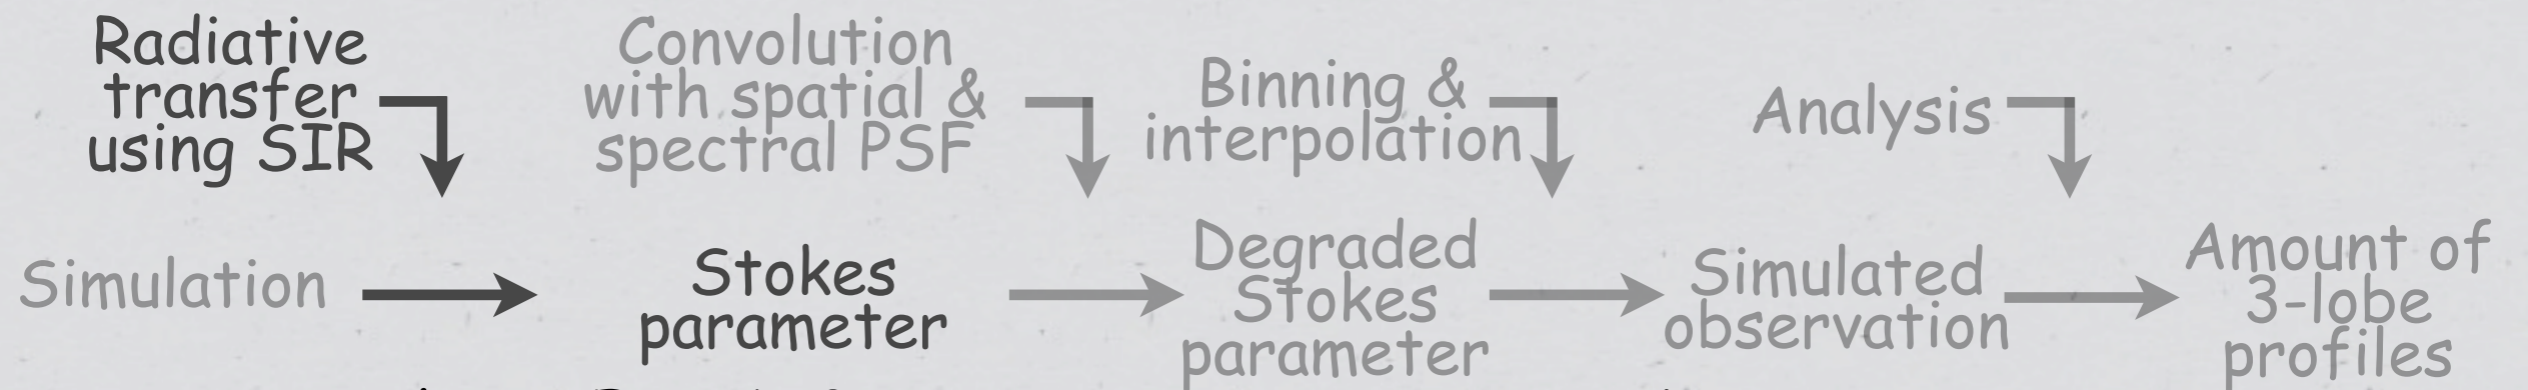 Radiative
transfer
using SIR
Convolution
with spatial &
spectral PSF
Binning &
interpolation
Analysis
Simulation
Stokes
parameter
Degraded
Stokes
parameter
Simulated
observation
Amount of
3-lobe
profiles